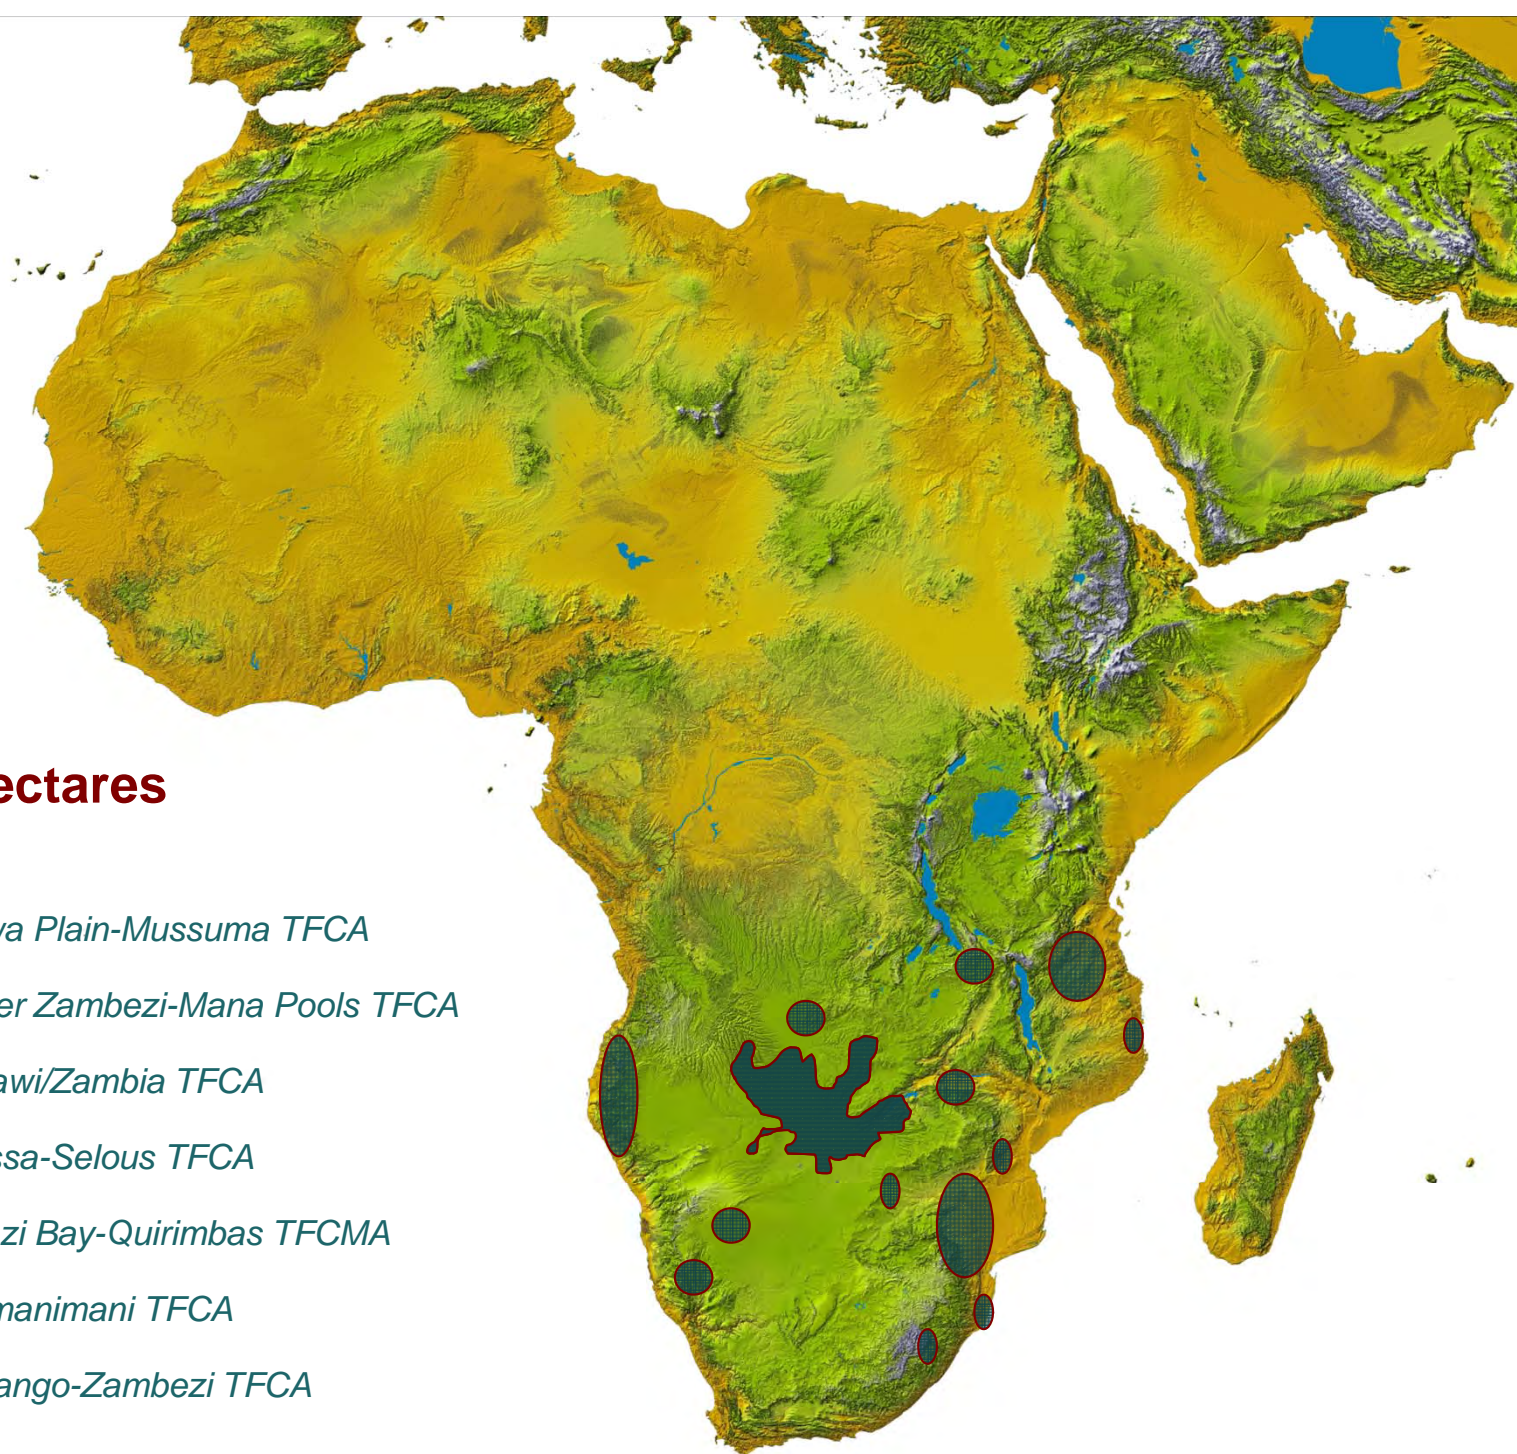 ectares
va Plain-Mussuma TFCA
er Zambezi-Mana Pools TFCA
awi/Zambia TFCA
ssa-Selous TFCA
zi Bay-Quirimbas TFCMA
manimani TFCA
ango-Zambezi TFCA